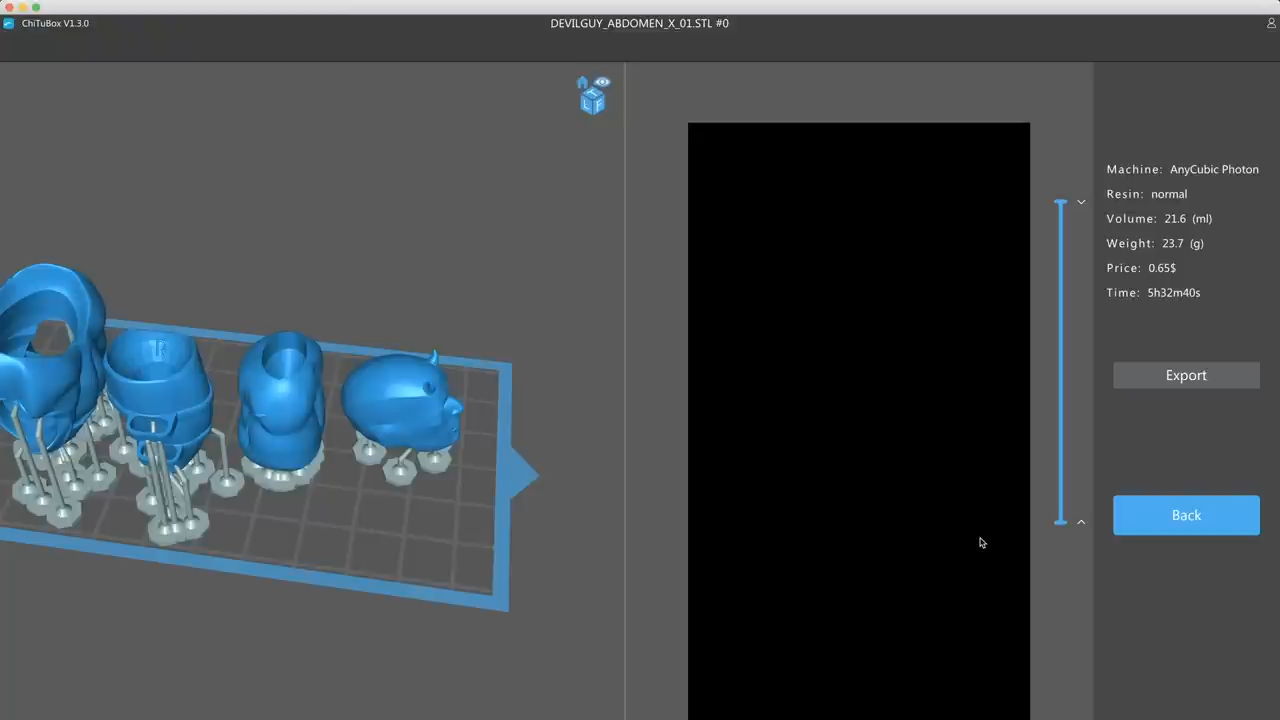 ChiTuBox V1.3.0
DEVILGUY_ABDOMEN_X_01.STL #0
T
L F
R
Machine: AnyCubic Photon
Resin: normal
Volume: 21.6 (ml)
Weight: 23.7 (g)
Price: 0.65$
Time: 5h32m40s
Export
Back